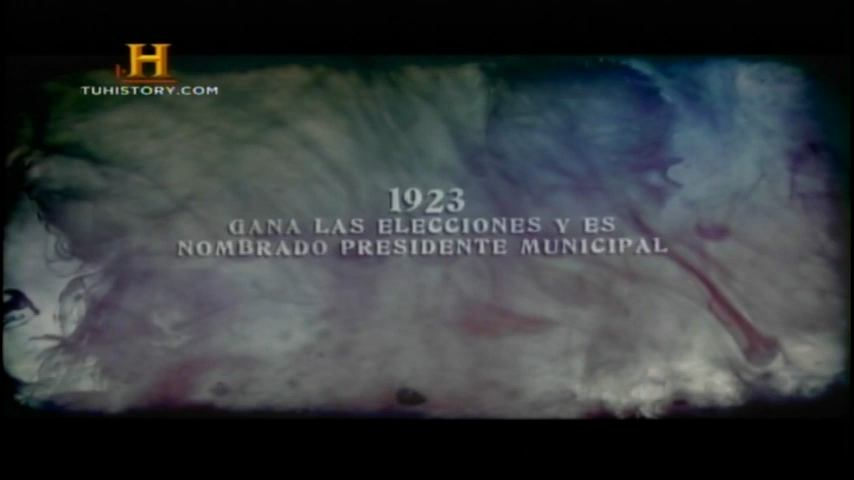 H
TUHISTORY.COM
1923
GANA LAS ELECCIONES Y ES
NOMBRADO PRESIDENTE MUNICIPAL